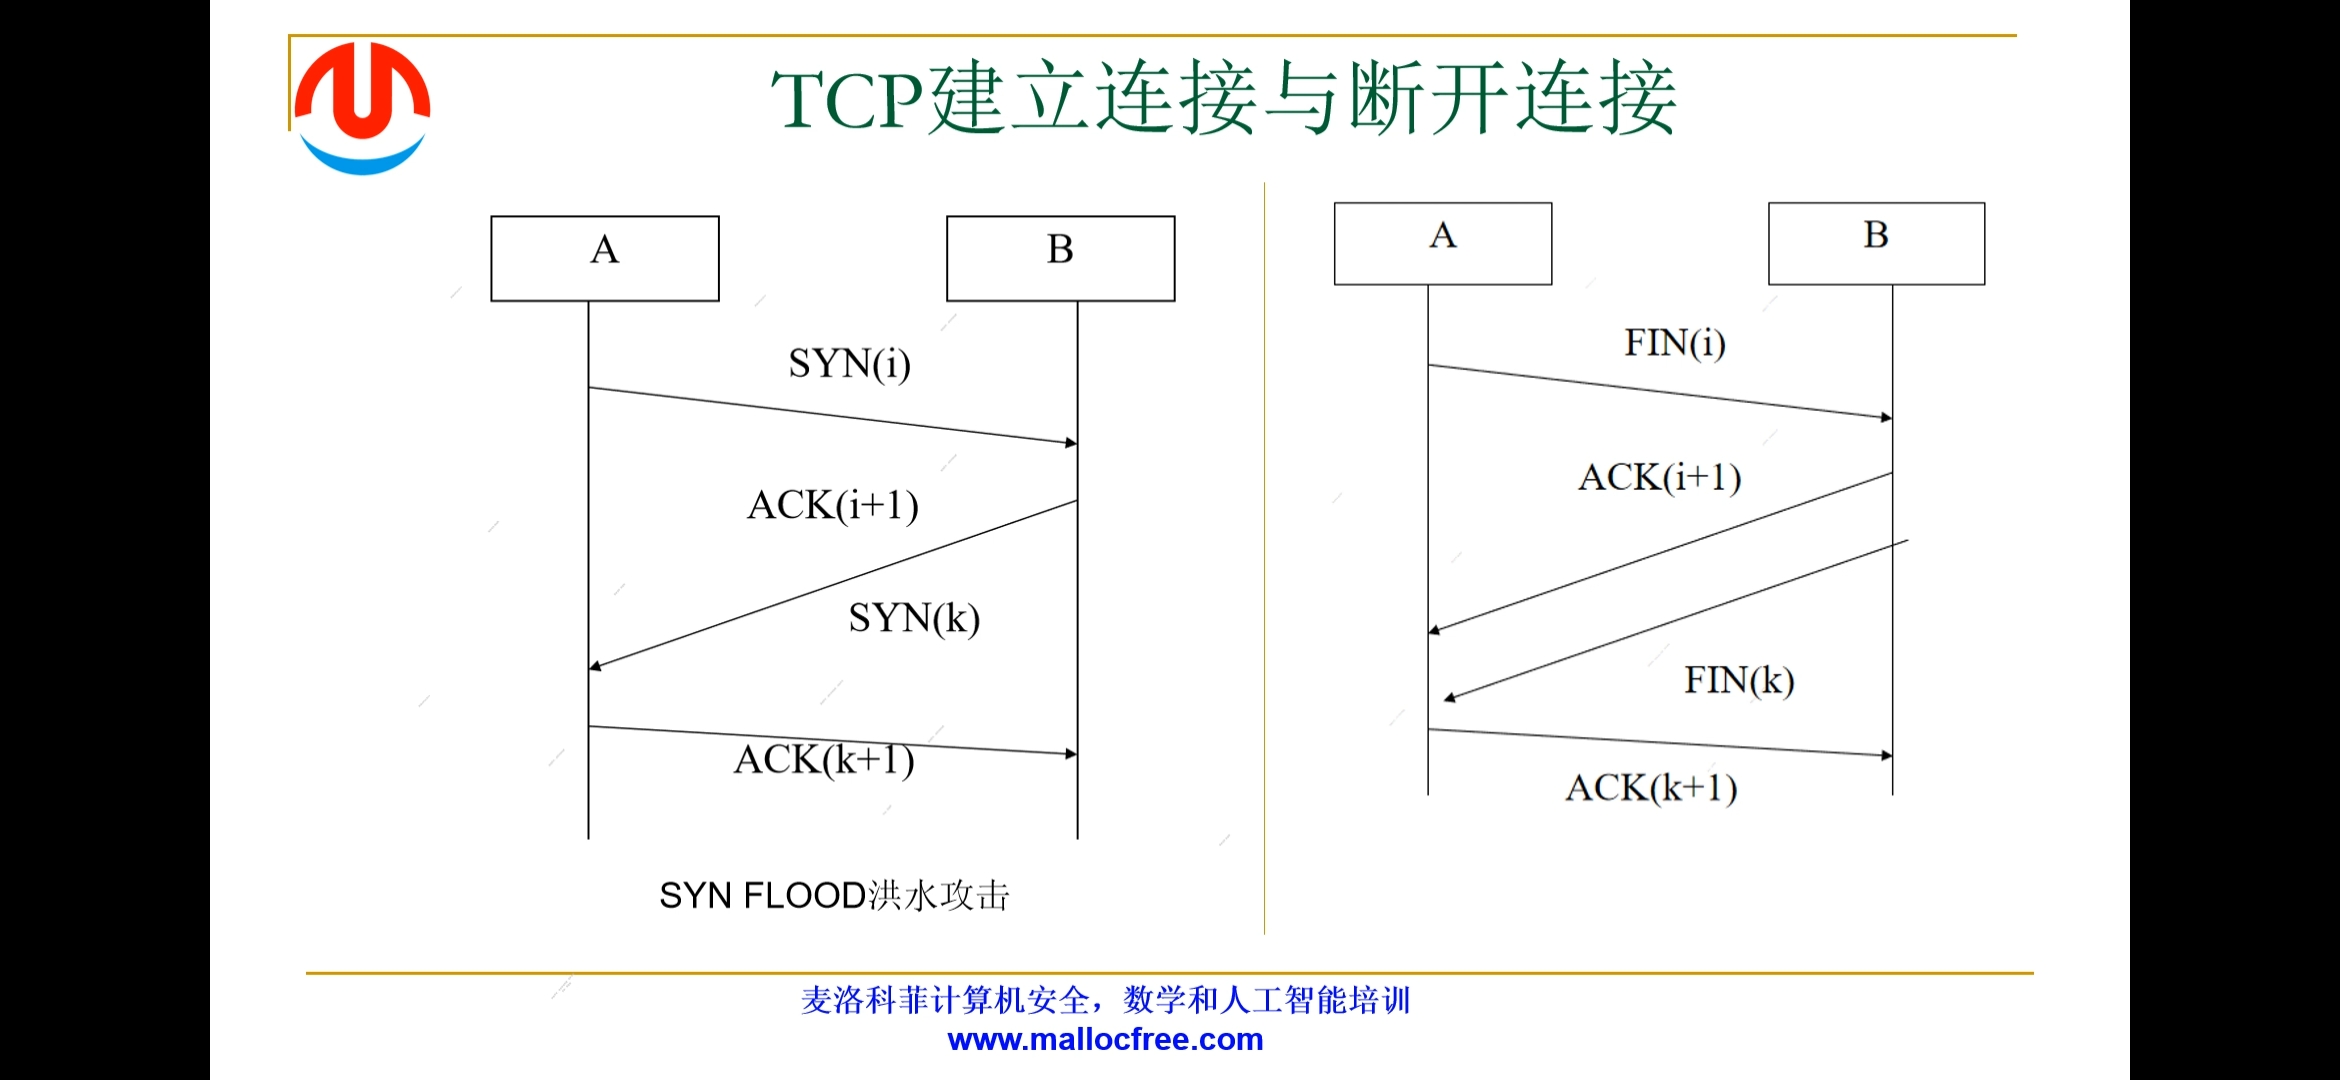 TCP建立连接与断开连接
A
B
SYN(i)
ACK(i+1)
SYN(k)
ACK(k+1)
SYN FLOOD洪水攻击
A
B
FIN(i)
ACK(i+1)
FIN(k)
ACK(k+1)
麦洛科菲计算机安全，数学和人工智能培训
www.mallocfree.com